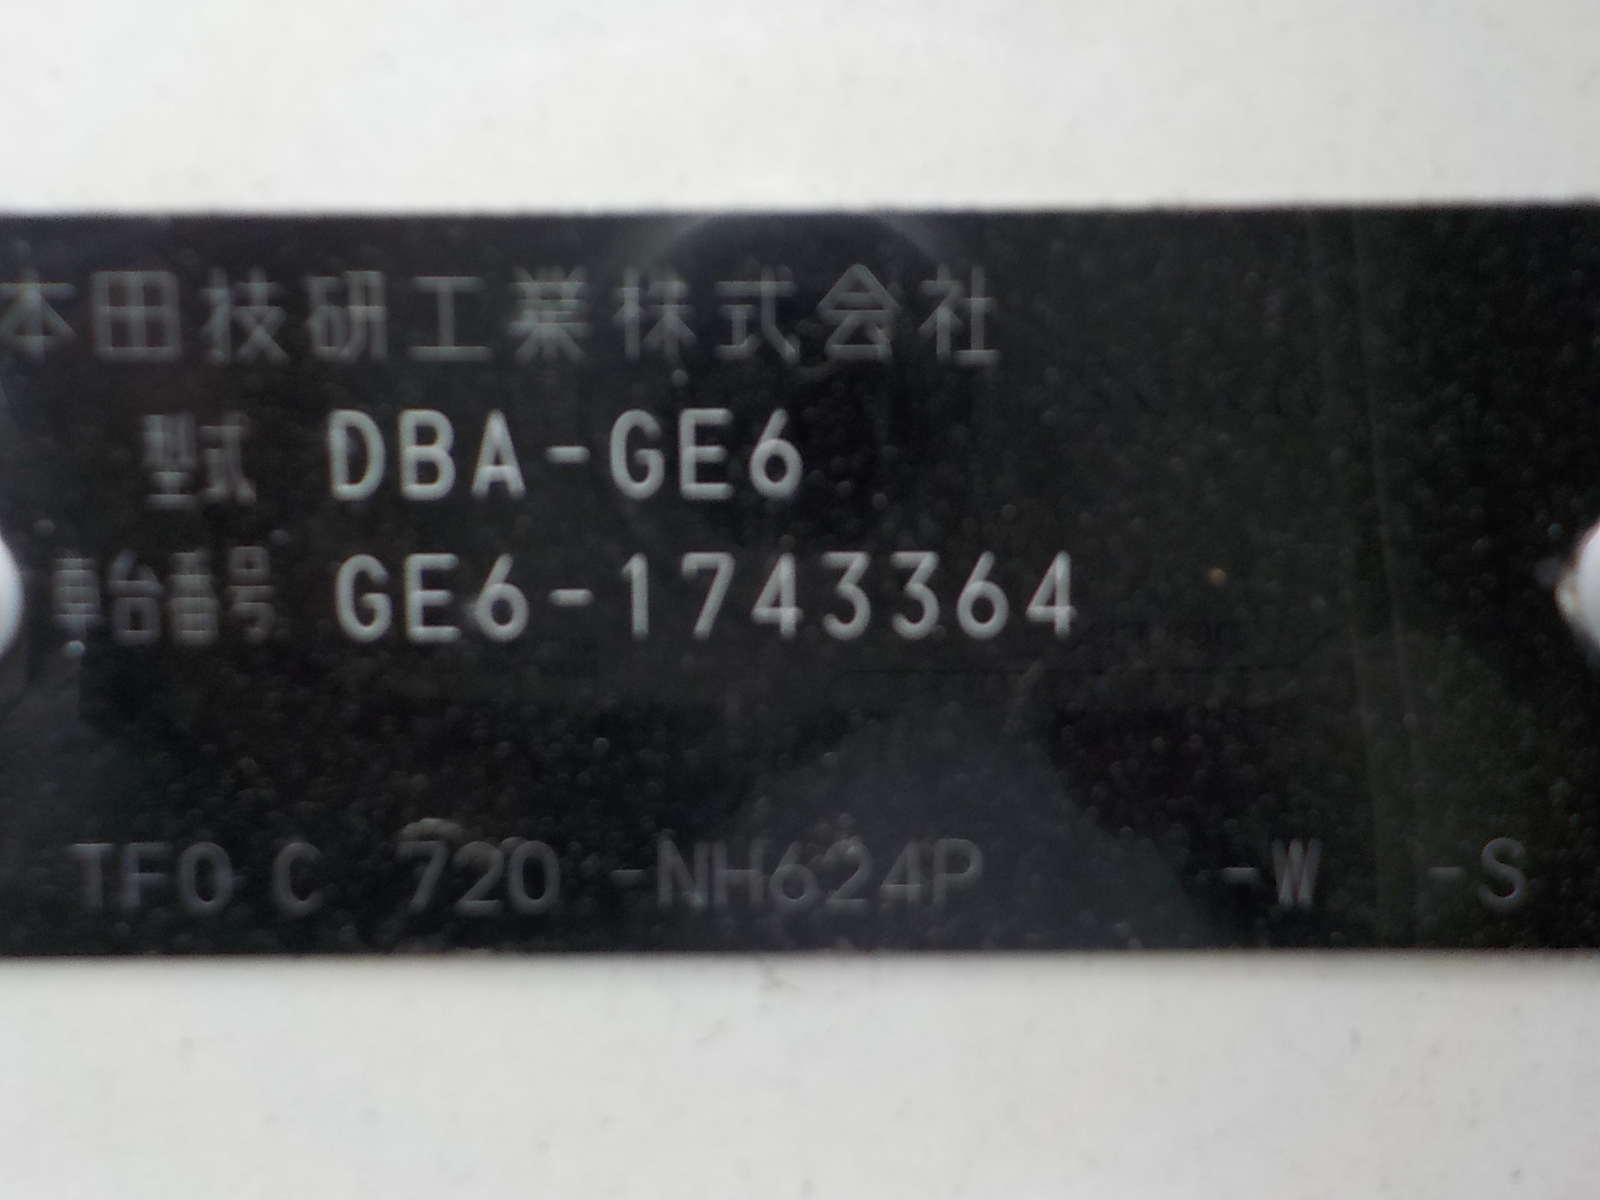 本田技研工業株式会社
型式 DBA-GE6
車台番号 GE6-1743364
TF0 C 720 -NH624P -W -S